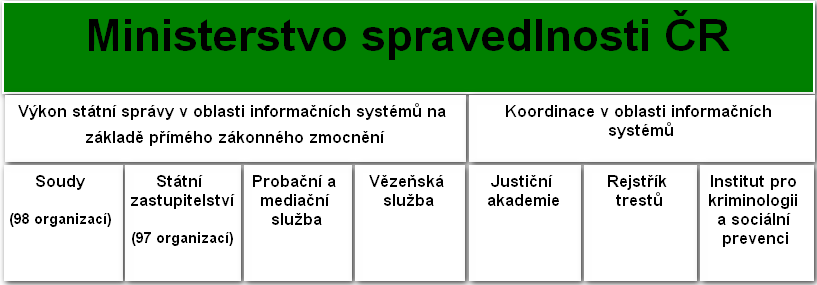 Ministerstvo spravedlnosti ČR
Výkon státní správy v oblasti informačních systémů na
základě přímého zákonného zmocnění
Koordinace v oblasti informačních
systémů
Soudy
(98 organizací)
Státní
zastupitelství
(97 organizací)
Probační a
mediační
služba
Vězeňská
služba
Justiční
akademie
Rejstřík
trestů
Institut pro
kriminologii
a sociální
prevenci